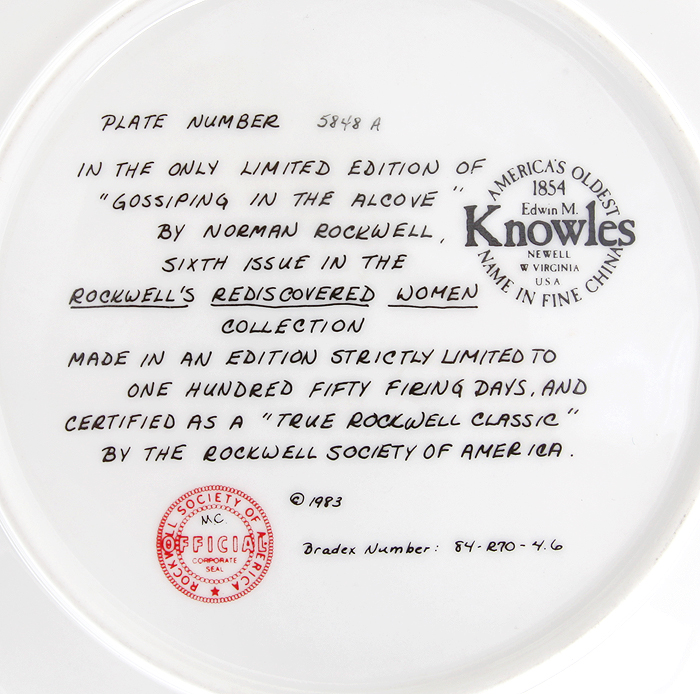 PLATE NUMBER 5848 A
IN THE ONLY LIMITED EDITION OF
"GOSSIPING IN THE ALCOVE"
BY NORMAN ROCKWELL,
SIXTH ISSUE IN THE
ROCKWELL'S REDISCOVERED WOMEN
COLLECTION
MADE IN AN EDITION STRICTLY LIMITED TO
ONE HUNDRED FIFTY FIRING DAYS, AND
CERTIFIED AS A "TRUE ROCKWELL CLASSIC"
BY THE ROCKWELL SOCIETY OF AMERICA.
AMERICA'S OLDEST
1854
Edwin M.
Knowles
NEWELL
W VIRGINIA
USA
NAME IN FINE CHINA
© 1983
Bradex Number: 84-R70-4.6
ROCKWELL SOCIETY OF AMERICA
M.C.
OFFICIAL
CORPORATE
SEAL